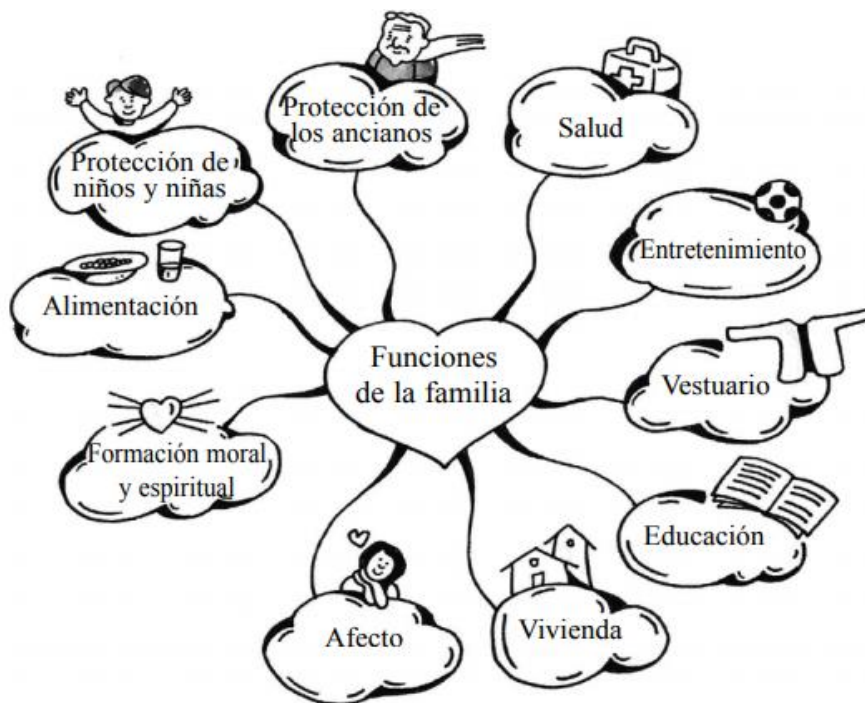 Protección de
los ancianos
Salud
Protección de
niños y niñas
Entretenimiento
Alimentación
Funciones
de la familia
Vestuario
Formación moral
y espiritual
Educación
Afecto
Vivienda